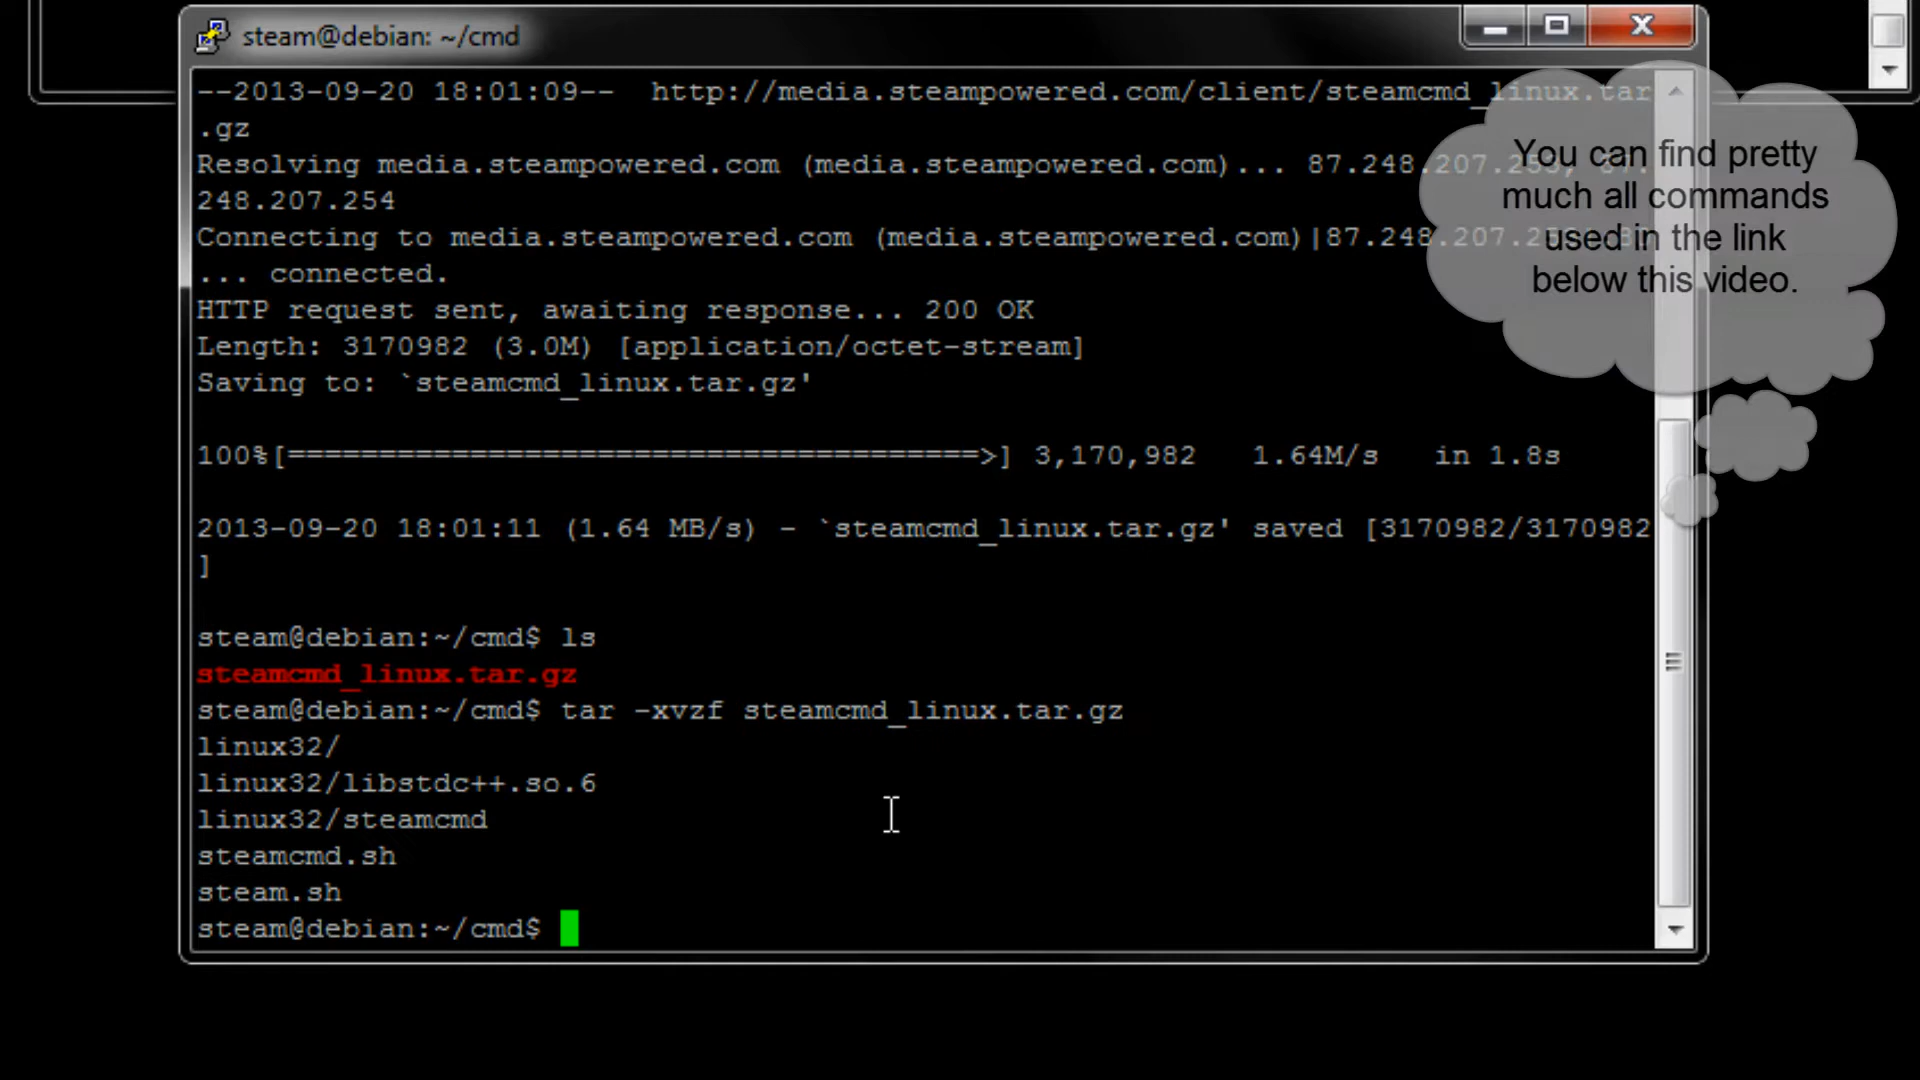 steam@debian: ~/cmd
--2013-09-20 18:01:09--  http://media.steampowered.com/client/steamcmd_linux.tar
.gz
Resolving media.steampowered.com (media.steampowered.com)... 87.248.207.253, 87.
248.207.254
Connecting to media.steampowered.com (media.steampowered.com)|87.248.207.253|:80
... connected.
HTTP request sent, awaiting response... 200 OK
Length: 3170982 (3.0M) [application/octet-stream]
Saving to: `steamcmd_linux.tar.gz'
100%[======================================>] 3,170,982   1.64M/s   in 1.8s
2013-09-20 18:01:11 (1.64 MB/s) - `steamcmd_linux.tar.gz' saved [3170982/3170982
]
steam@debian:~/cmd$ ls
steamcmd_linux.tar.gz
steam@debian:~/cmd$ tar -xvzf steamcmd_linux.tar.gz
linux32/
linux32/libstdc++.so.6
linux32/steamcmd
steamcmd.sh
steam.sh
steam@debian:~/cmd$
You can find pretty
much all commands
used in the link
below this video.